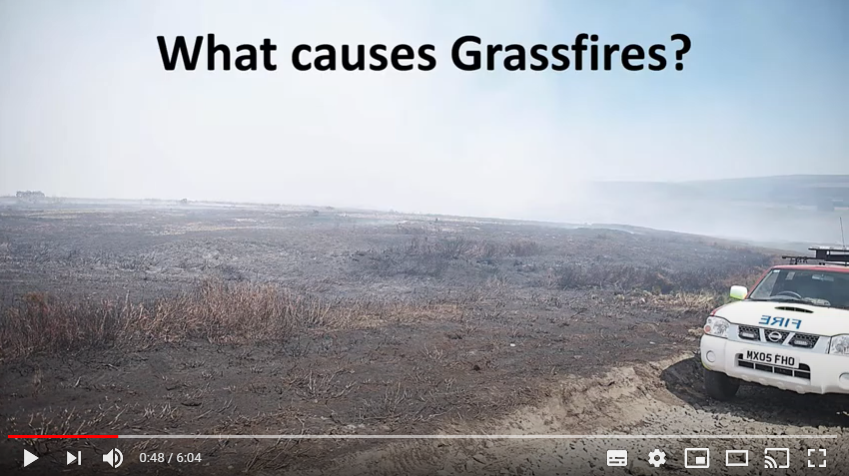 What causes Grassfires?
FIRE
MX05 FHO
0:48 / 6:04